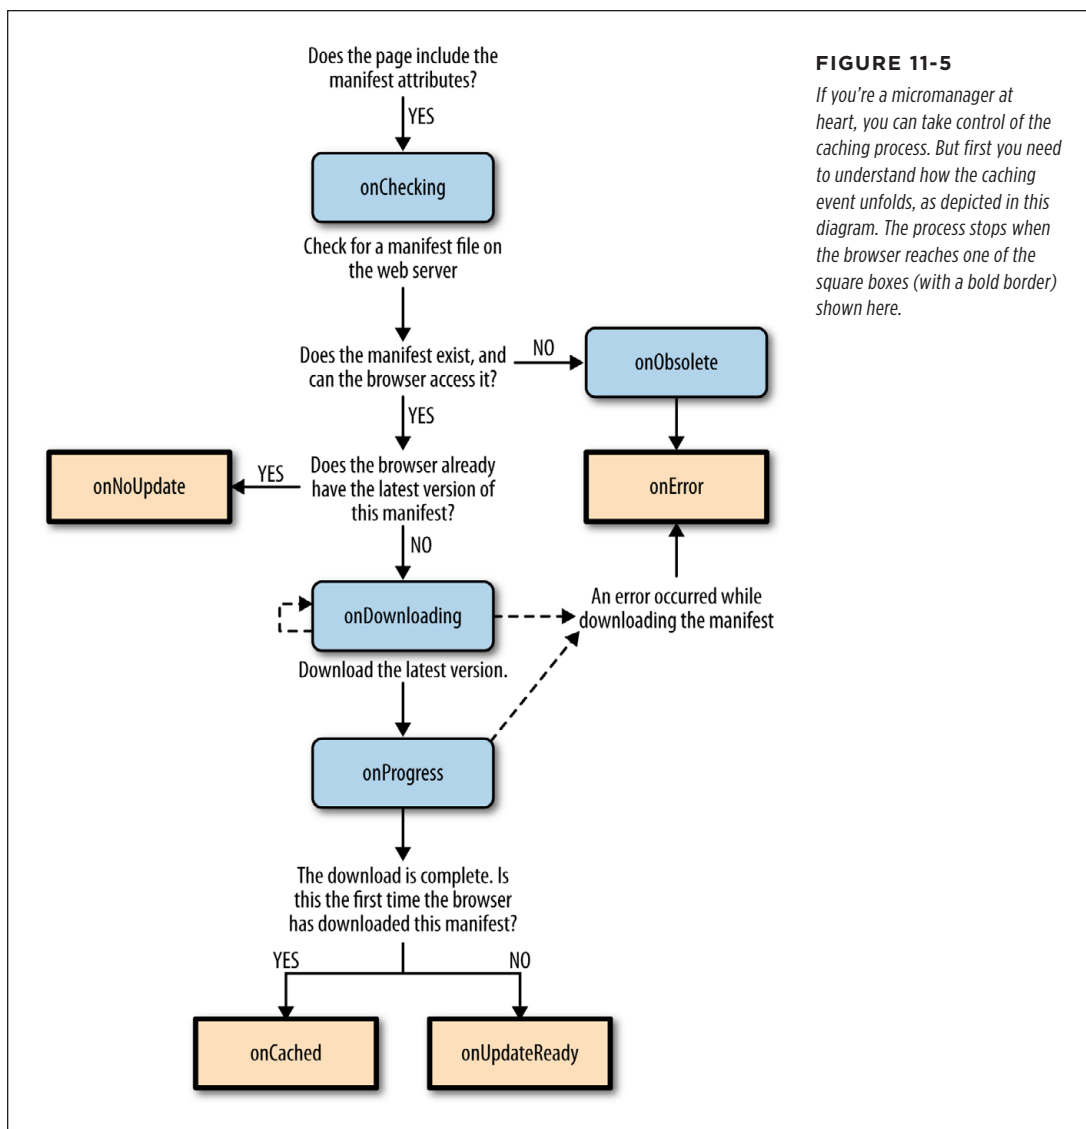 Does the page include the
manifest attributes?
YES
onChecking
Check for a manifest file on
the web server
Does the manifest exist, and
can the browser access it?
NO
onObsolete
YES
onNoUpdate
YES
Does the browser already
have the latest version of
this manifest?
onError
NO
onDownloading
An error occurred while
downloading the manifest
Download the latest version.
onProgress
The download is complete. Is
this the first time the browser
has downloaded this manifest?
YES
NO
onCached
onUpdateReady
FIGURE 11-5
If you're a micromanager at
heart, you can take control of the
caching process. But first you need
to understand how the caching
event unfolds, as depicted in this
diagram. The process stops when
the browser reaches one of the
square boxes (with a bold border)
shown here.